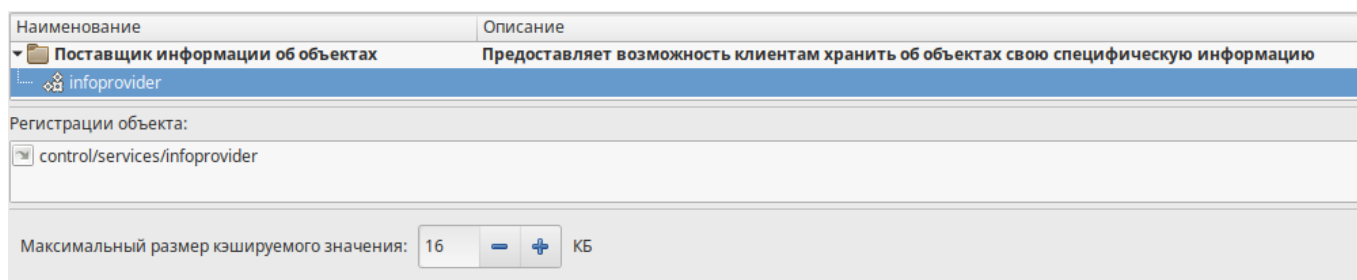 Наименование Описание
Поставщик информации об объектах Предоставляет возможность клиентам хранить об объектах свою специфическую информацию
infoprovider
Регистрации объекта:
control/services/infoprovider
Максимальный размер кэшируемого значения: 16 КБ